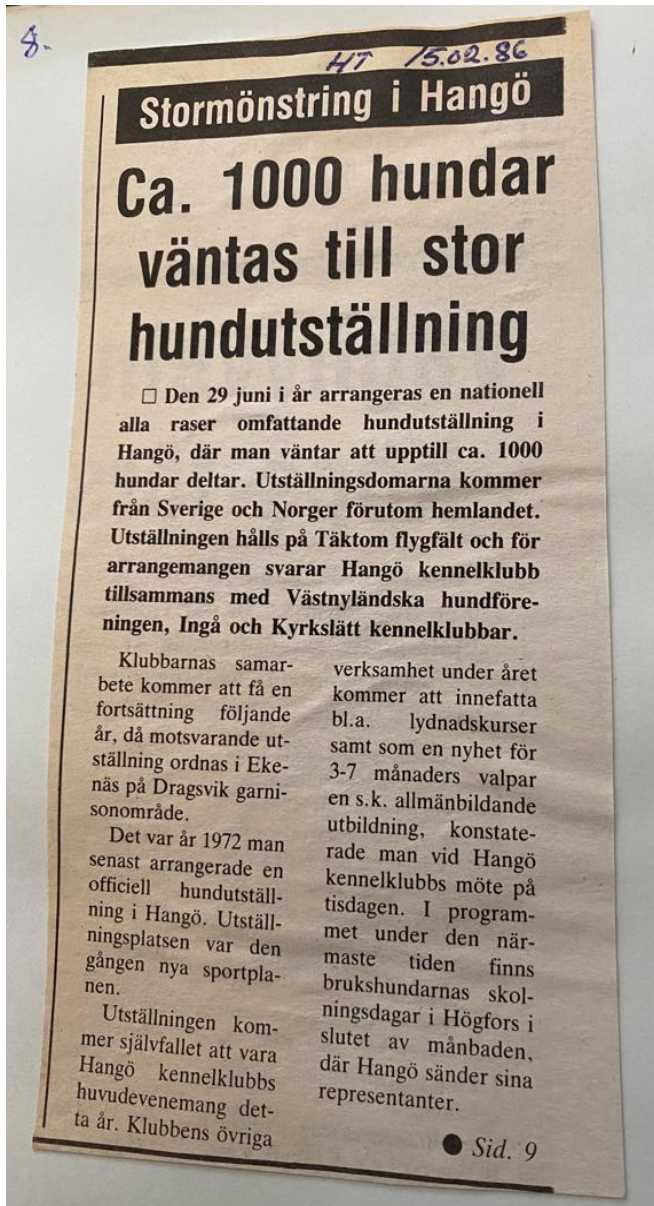 8.
HT 15.02.86
Stormönstring i Hangö
Ca. 1000 hundar
väntas till stor
hundutställning
□ Den 29 juni i år arrangeras en nationell
alla raser omfattande hundutställning i
Hangö, där man väntar att upptill ca. 1000
hundar deltar. Utställningsdomarna kommer
från Sverige och Norger förutom hemlandet.
Utställningen hålls på Täktom flygfält och för
arrangemangen svarar Hangö kennelklubb
tillsammans med Västnyländska hundföre-
ningen, Ingå och Kyrkslätt kennelklubbar.
Klubbarnas samar-
bete kommer att få en
fortsättning följande
år, då motsvarande ut-
ställning ordnas i Eke-
näs på Dragsvik garni-
sonområde.
Det var år 1972 man
senast arrangerade en
officiell hundutställ-
ning i Hangö. Utställ-
ningsplatsen var den
gången nya sportpla-
nen.
Utställningen kom-
mer självfallet att vara
Hangö kennelklubbs
huvudevenemang det-
ta år. Klubbens övriga
verksamhet under året
kommer att innefatta
bl.a. lydnadskurser
samt som en nyhet för
3-7 månaders valpar
en s.k. allmänbildande
utbildning, konstate-
rade man vid Hangö
kennelklubbs möte på
tisdagen. I program-
met under den när-
maste tiden finns
brukshundarnas skol-
ningsdagar i Högfors i
slutet av månbaden,
där Hangö sänder sina
representanter.
● Sid. 9